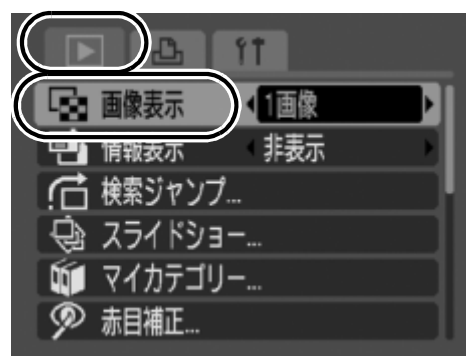 画像表示 1画像
情報表示 非表示
検索ジャンプ...
スライドショー...
マイカテゴリー...
赤目補正...